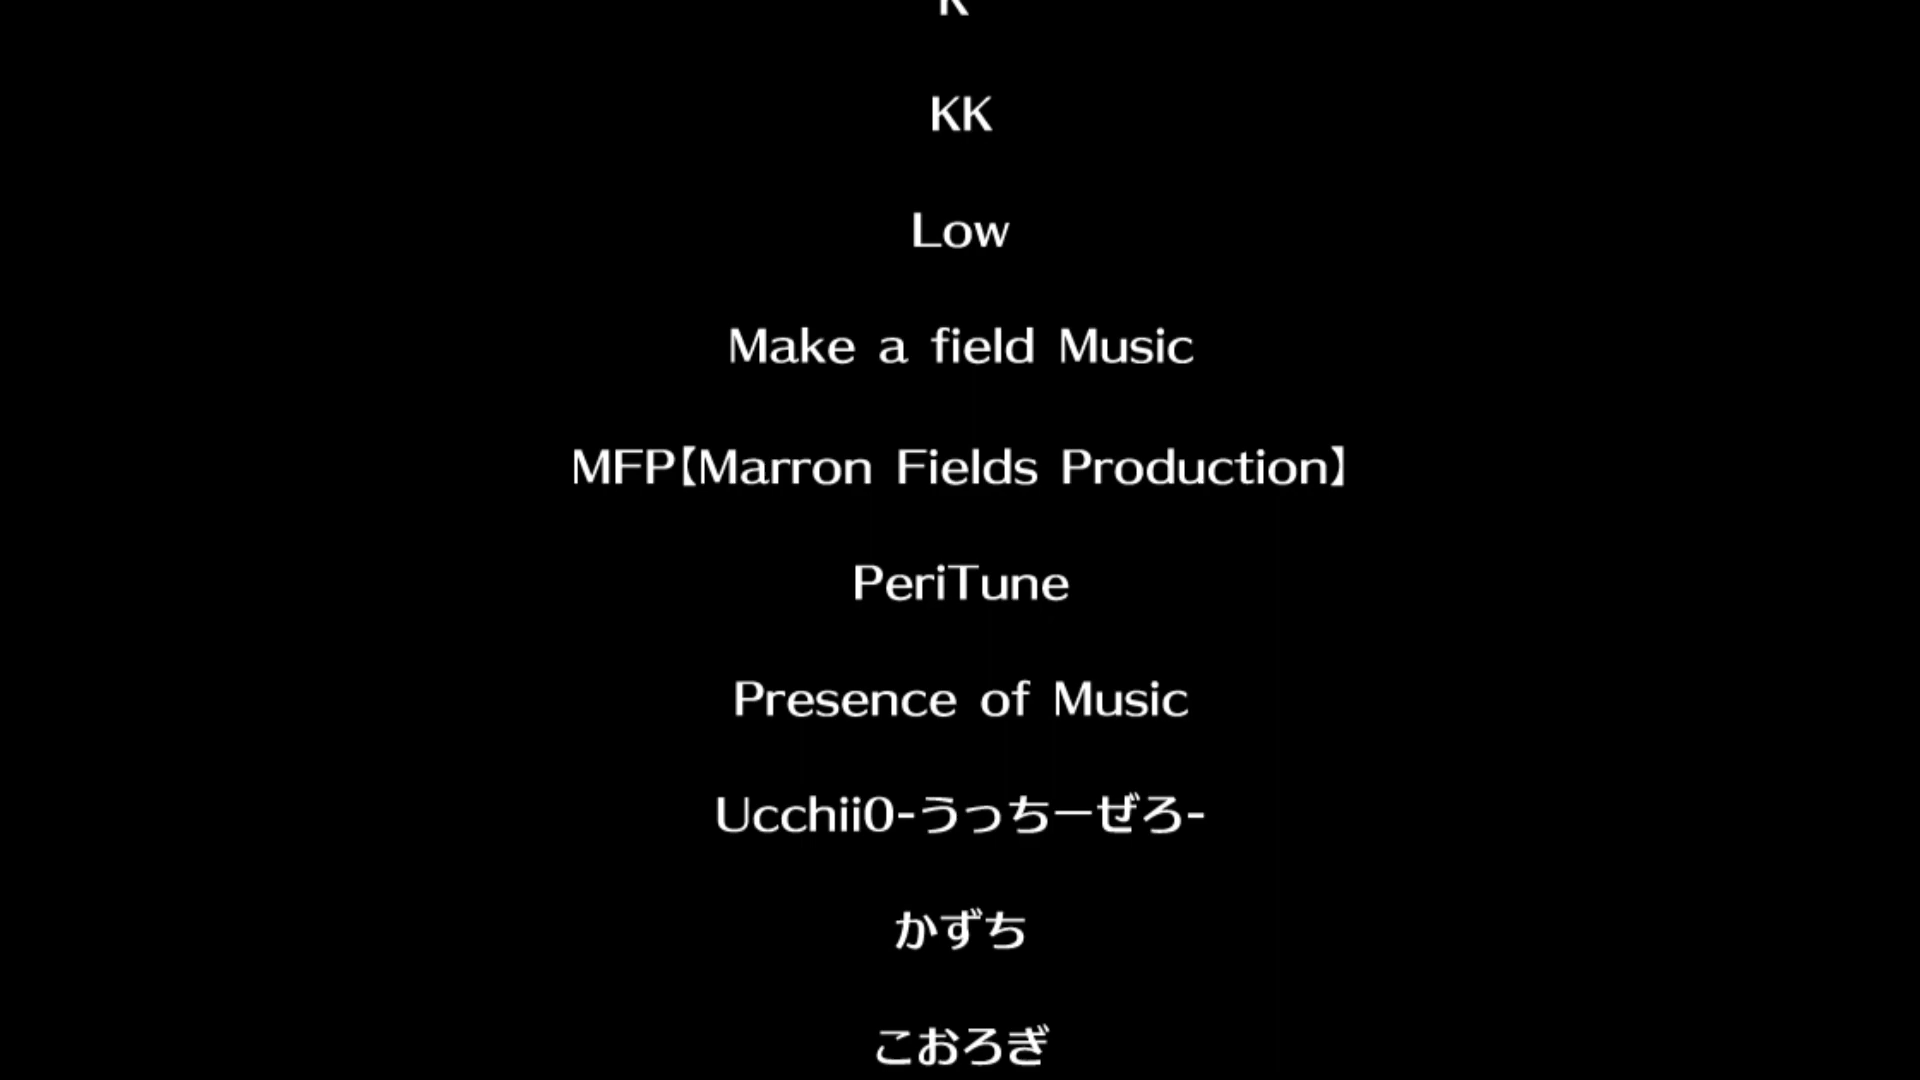 KK
Low
Make a field Music
MFP【Marron Fields Production】
PeriTune
Presence of Music
Ucchii0-うっちーぜろ-
かずち
こおろぎ